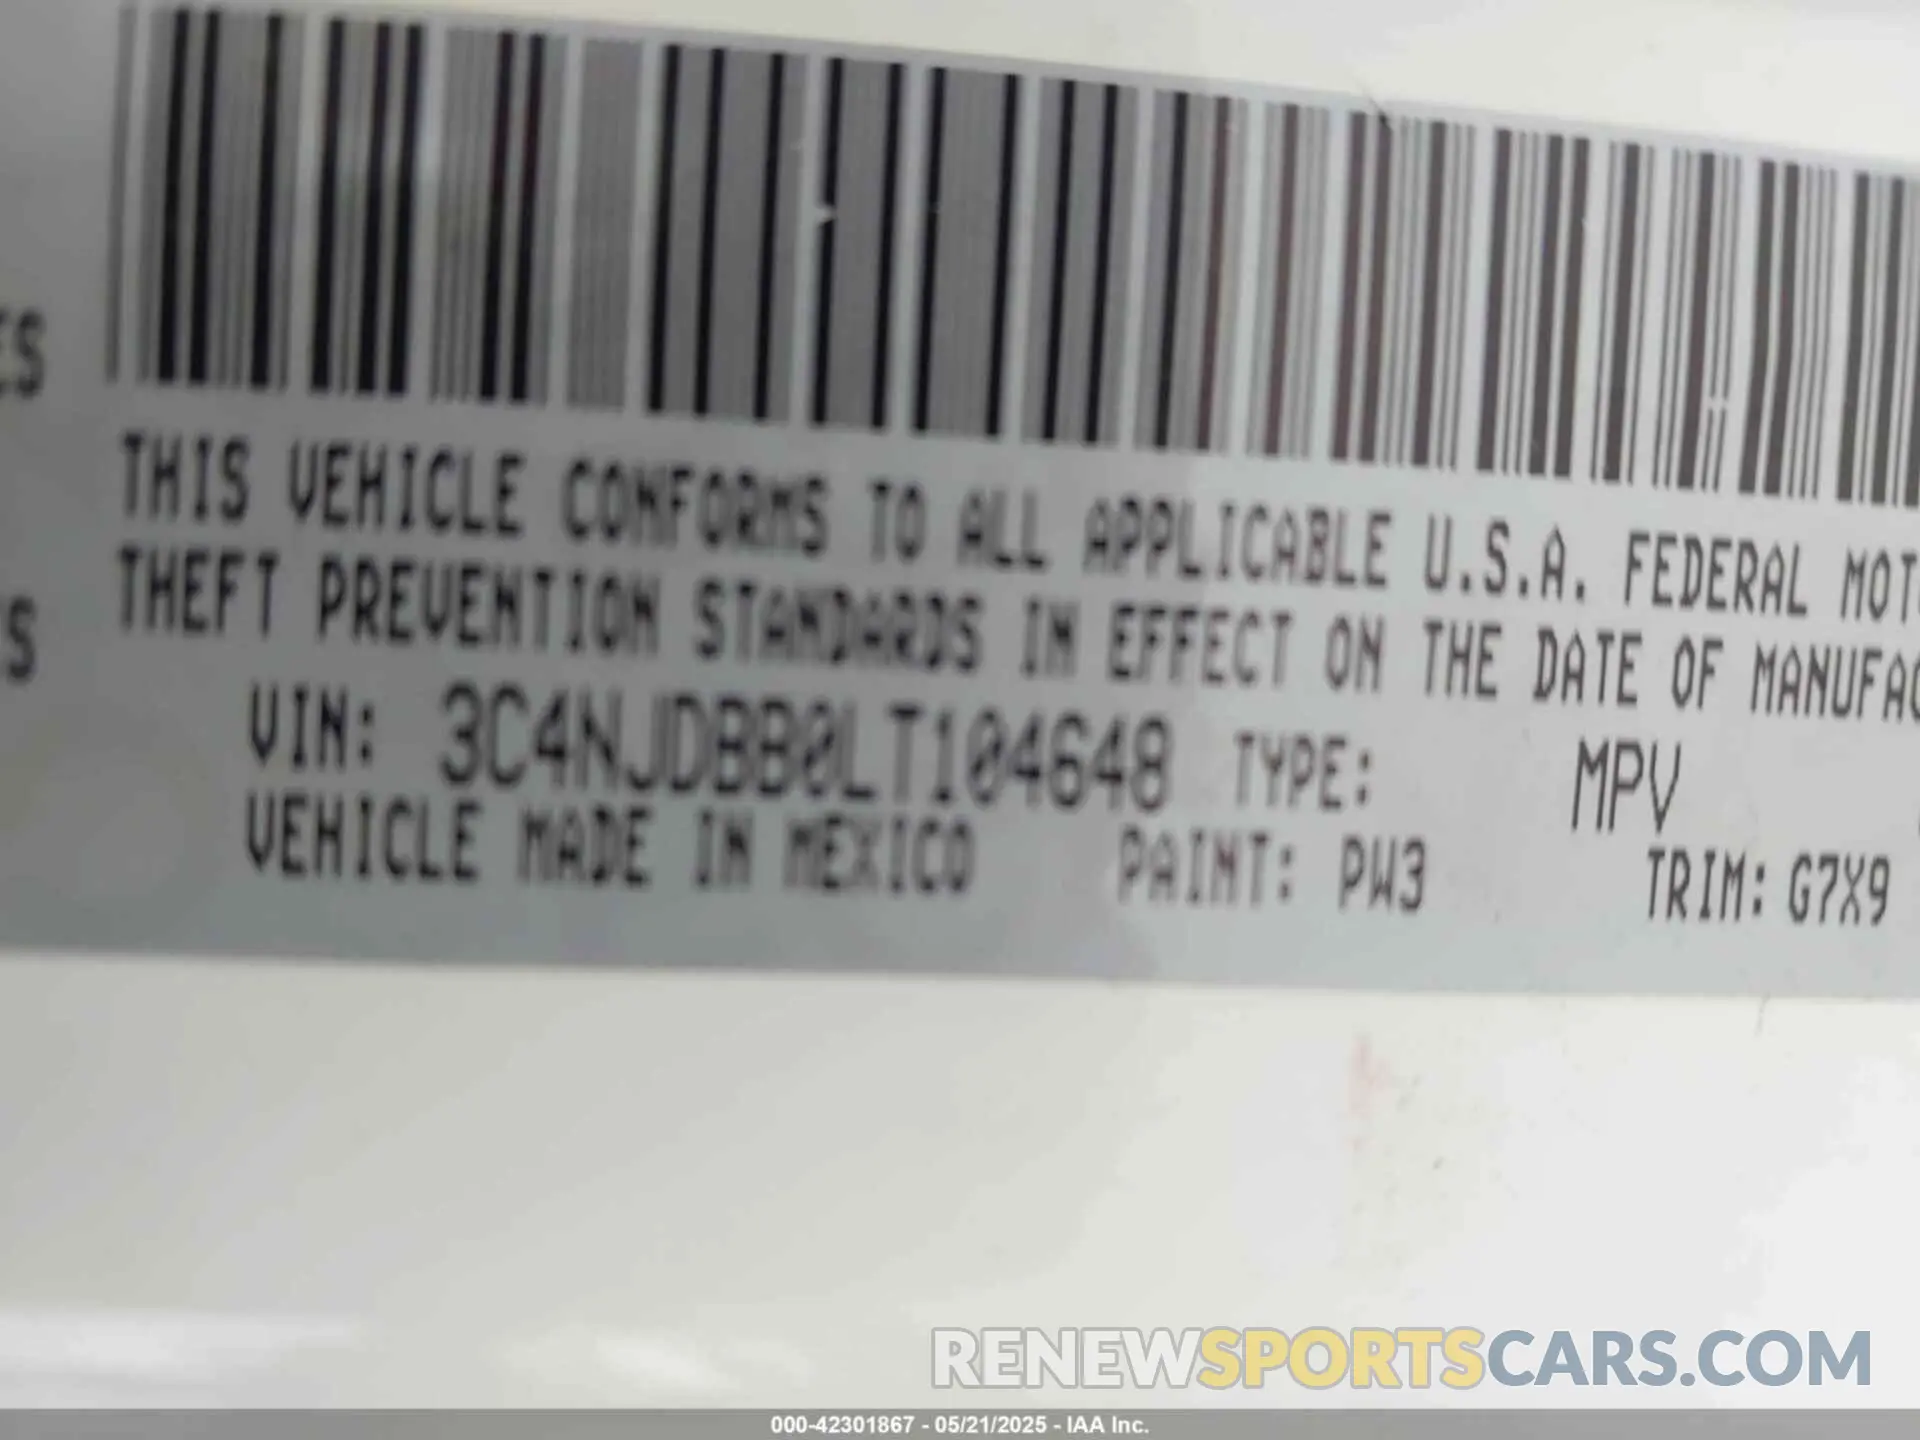 ES
THIS VEHICLE CONFORMS TO ALL APPLICABLE U.S.A. FEDERAL MOT
THEFT PREVENTION STANDARDS IN EFFECT ON THE DATE OF MANUFAC
S
VIN: 3C4NJDBB0LT104648 TYPE: MPV
VEHICLE MADE IN MEXICO PAINT: PW3 TRIM: G7X9
RENEWSPORTSCARS.COM
000-42301867 - 05/21/2025 - IAA Inc.